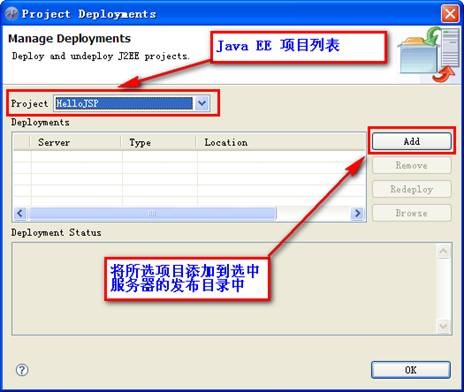 Project Deployments
Manage Deployments
Deploy and undeploy J2EE projects.
Java EE 项目列表
Project HelloJSP
Deployments
Server Type Location
Add
Remove
Redeploy
Browse
Deployment Status
将所选项目添加到选中
服务器的发布目录中
OK